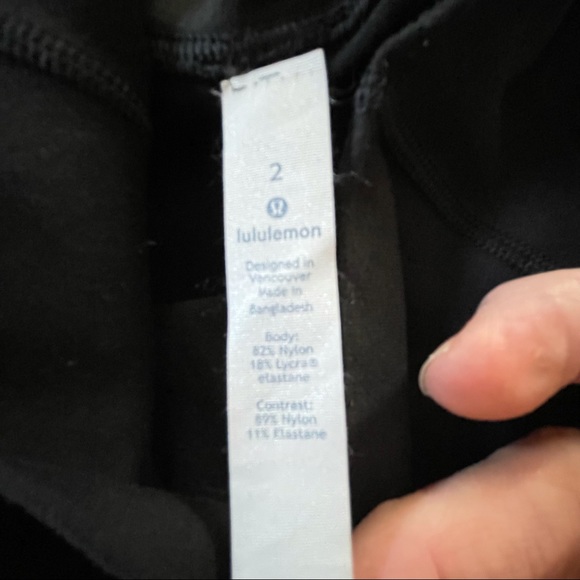 2
lululemon
Designed in
Vancouver
Made in
Bangladesh
Body:
82% Nylon
18% Lycra®
elastane
Contrast:
89% Nylon
11% Elastane